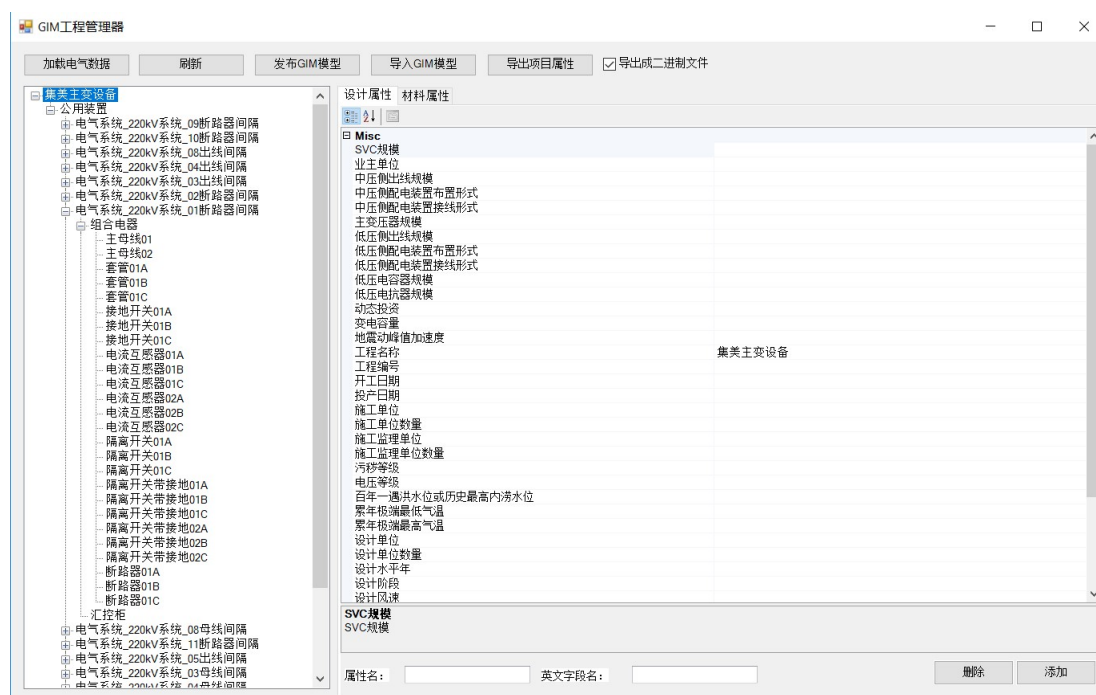 GIM工程管理器
加载电气数据 刷新 发布GIM模型 导入GIM模型 导出项目属性 导出成二进制文件
集美主变设备
公用装置
电气系统_220kV系统_09断路器间隔
电气系统_220kV系统_10断路器间隔
电气系统_220kV系统_08出线间隔
电气系统_220kV系统_04出线间隔
电气系统_220kV系统_03出线间隔
电气系统_220kV系统_02断路器间隔
电气系统_220kV系统_01断路器间隔
组合电器
主母线01
主母线02
套管01A
套管01B
套管01C
接地开关01A
接地开关01B
接地开关01C
电流互感器01A
电流互感器01B
电流互感器01C
电流互感器02A
电流互感器02B
电流互感器02C
隔离开关01A
隔离开关01B
隔离开关01C
隔离开关带接地01A
隔离开关带接地01B
隔离开关带接地01C
隔离开关带接地02A
隔离开关带接地02B
隔离开关带接地02C
断路器01A
断路器01B
断路器01C
汇控柜
电气系统_220kV系统_08母线间隔
电气系统_220kV系统_11断路器间隔
电气系统_220kV系统_05出线间隔
电气系统_220kV系统_03母线间隔
电气系统_220kV系统_04母线间隔
设计属性 材料属性
Misc
SVC规模
业主单位
中压侧出线规模
中压侧配电装置布置形式
中压侧配电装置接线形式
主变压器规模
低压侧出线规模
低压侧配电装置布置形式
低压侧配电装置接线形式
低压电容器规模
低压电抗器规模
动态投资
变电容量
地震动峰值加速度
工程名称 集美主变设备
工程编号
开工日期
投产日期
施工单位
施工单位数量
施工监理单位
施工监理单位数量
污秽等级
电压等级
百年一遇洪水位或历史最高内涝水位
累年极端最低气温
累年极端最高气温
设计单位
设计单位数量
设计水平年
设计阶段
设计风速
SVC规模
SVC规模
属性名： 英文字段名： 删除 添加